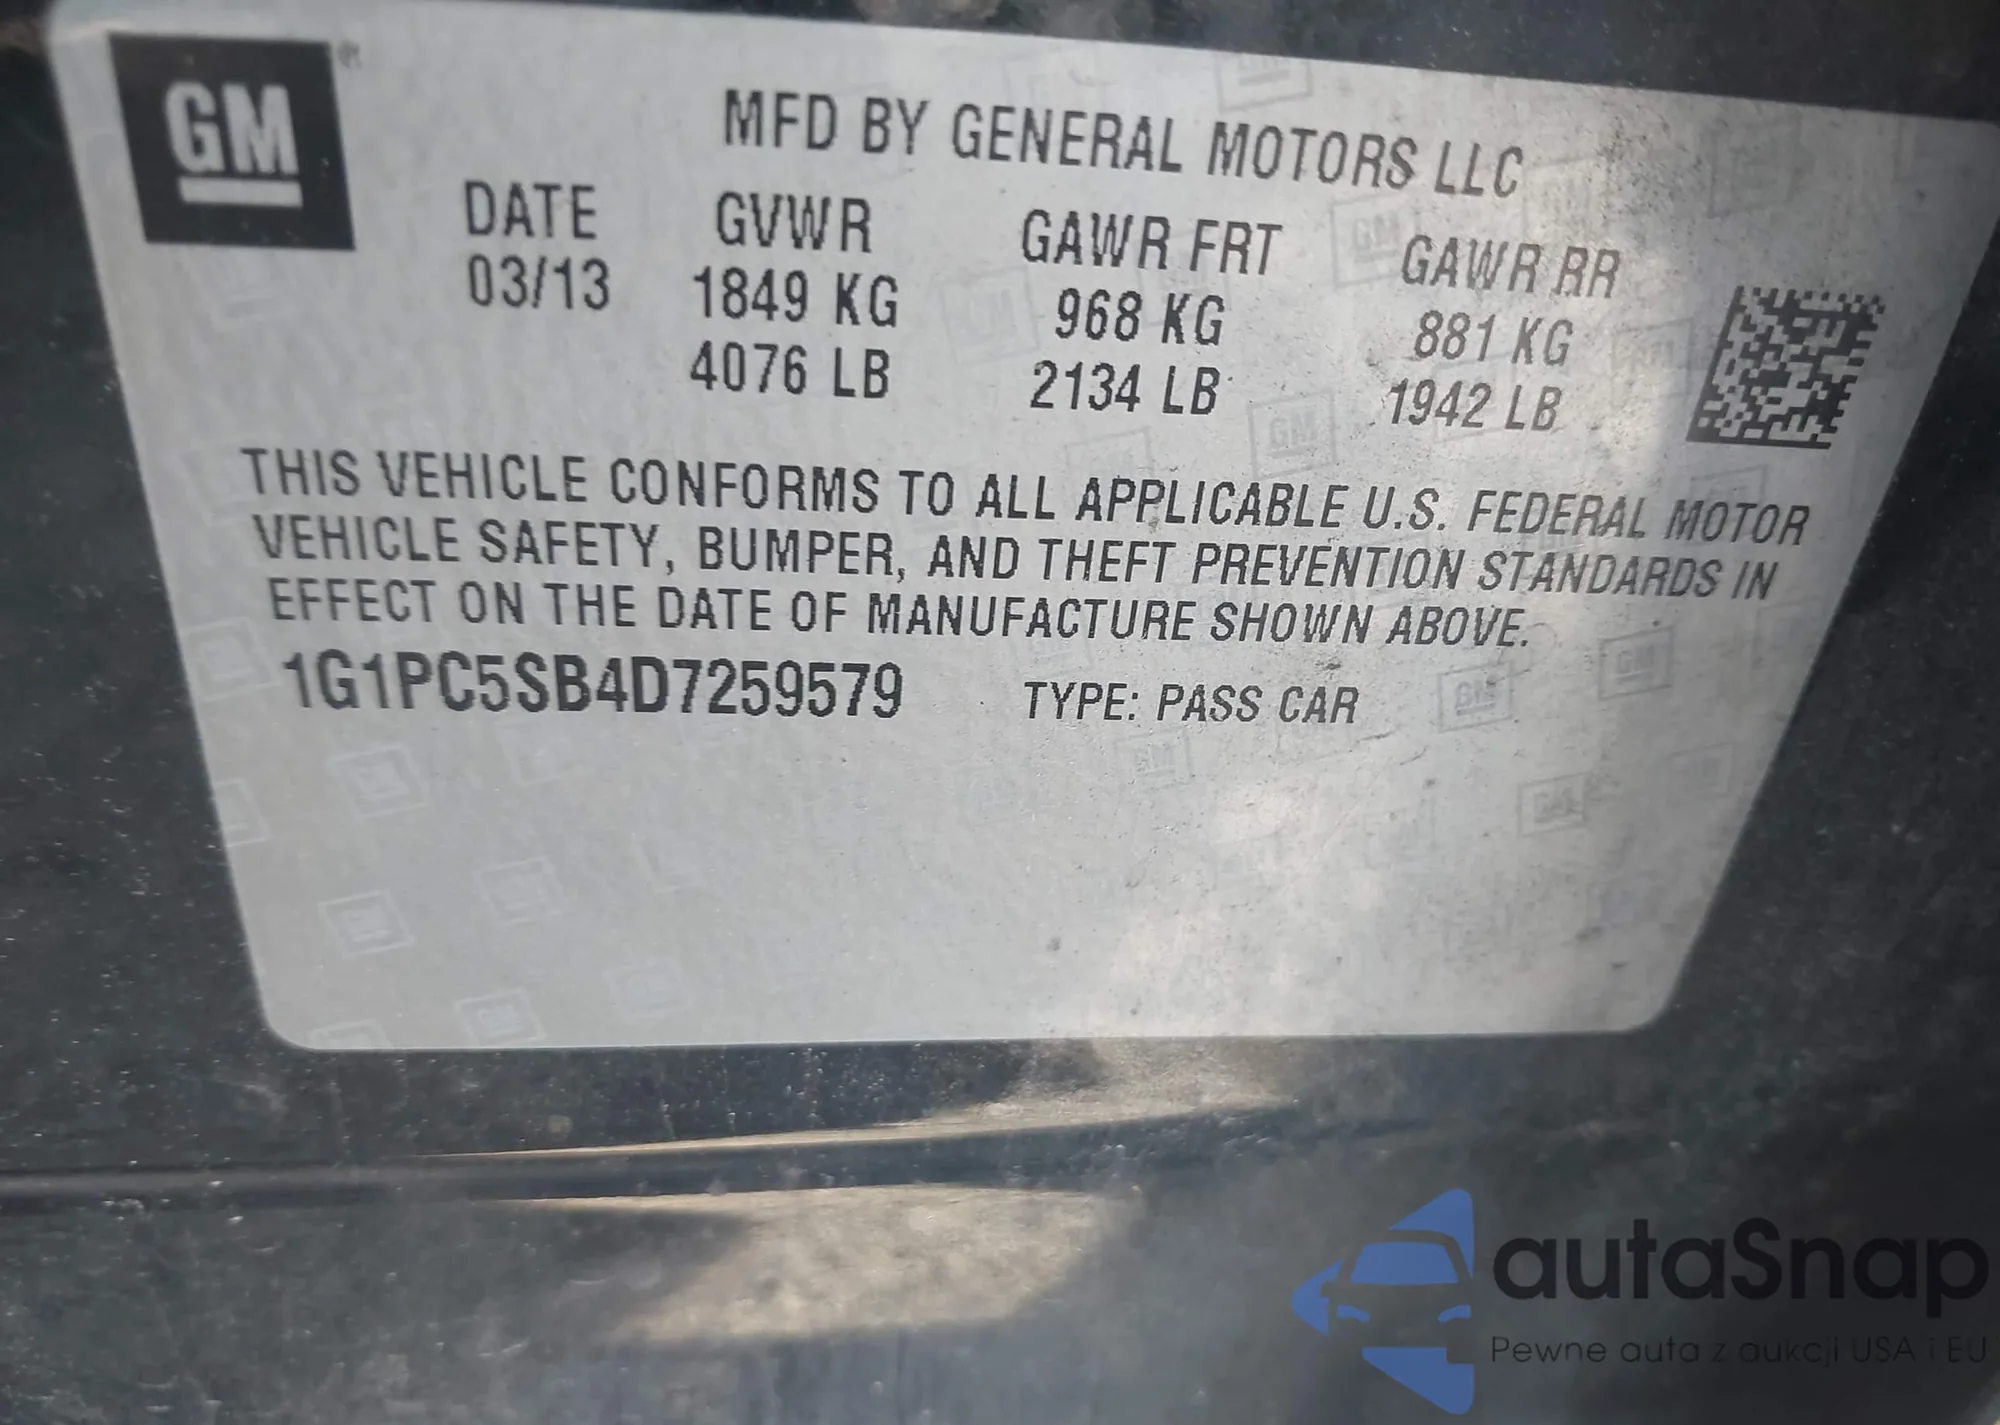 GM
MFD BY GENERAL MOTORS LLC
DATE GVWR GAWR FRT GAWR RR
03/13 1849 KG 968 KG 881 KG
4076 LB 2134 LB 1942 LB
THIS VEHICLE CONFORMS TO ALL APPLICABLE U.S. FEDERAL MOTOR
VEHICLE SAFETY, BUMPER, AND THEFT PREVENTION STANDARDS IN
EFFECT ON THE DATE OF MANUFACTURE SHOWN ABOVE.
1G1PC5SB4D7259579 TYPE: PASS CAR
autaSnap
Pewne auta z aukcji USA i EU